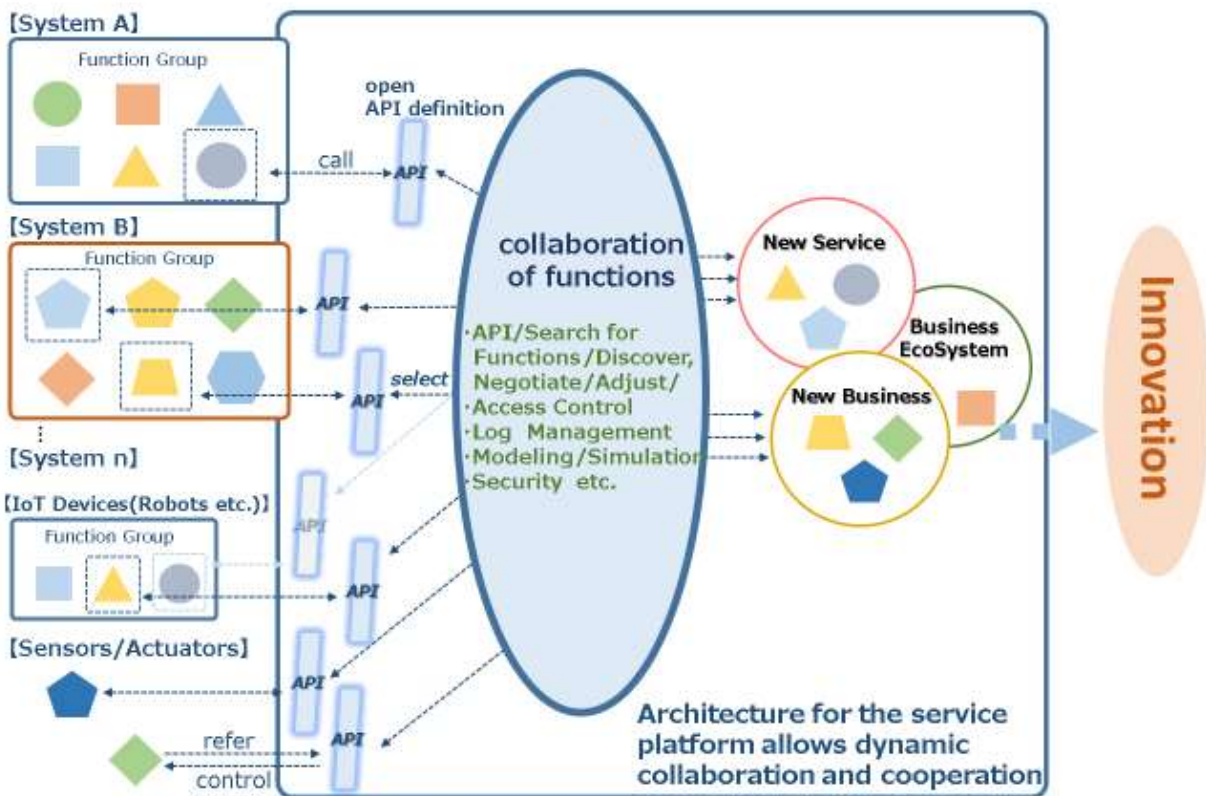 【System A】
Function Group
open
API definition
call
API
【System B】
Function Group
API
select
API
⋮
【System n】
【IoT Devices(Robots etc.)】
Function Group
API
API
【Sensors/Actuators】
API
refer
control
API
collaboration
of functions
・API/Search for
Functions/Discover,
Negotiate/Adjust/
・Access Control
・Log Management
・Modeling/Simulation
・Security etc.
New Service
Business
EcoSystem
New Business
Innovation
Architecture for the service
platform allows dynamic
collaboration and cooperation